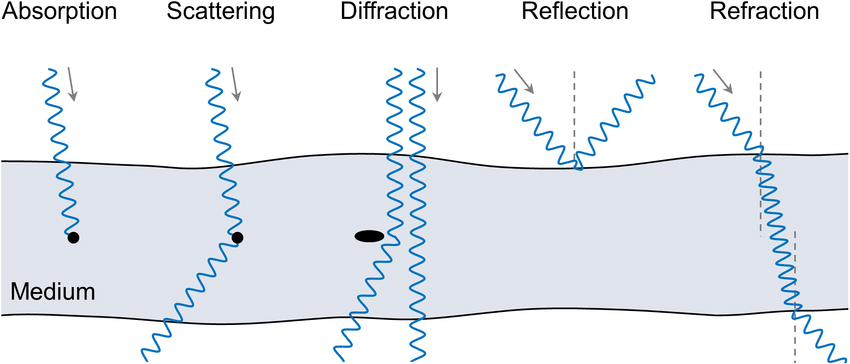 Absorption Scattering Diffraction Reflection Refraction
Medium